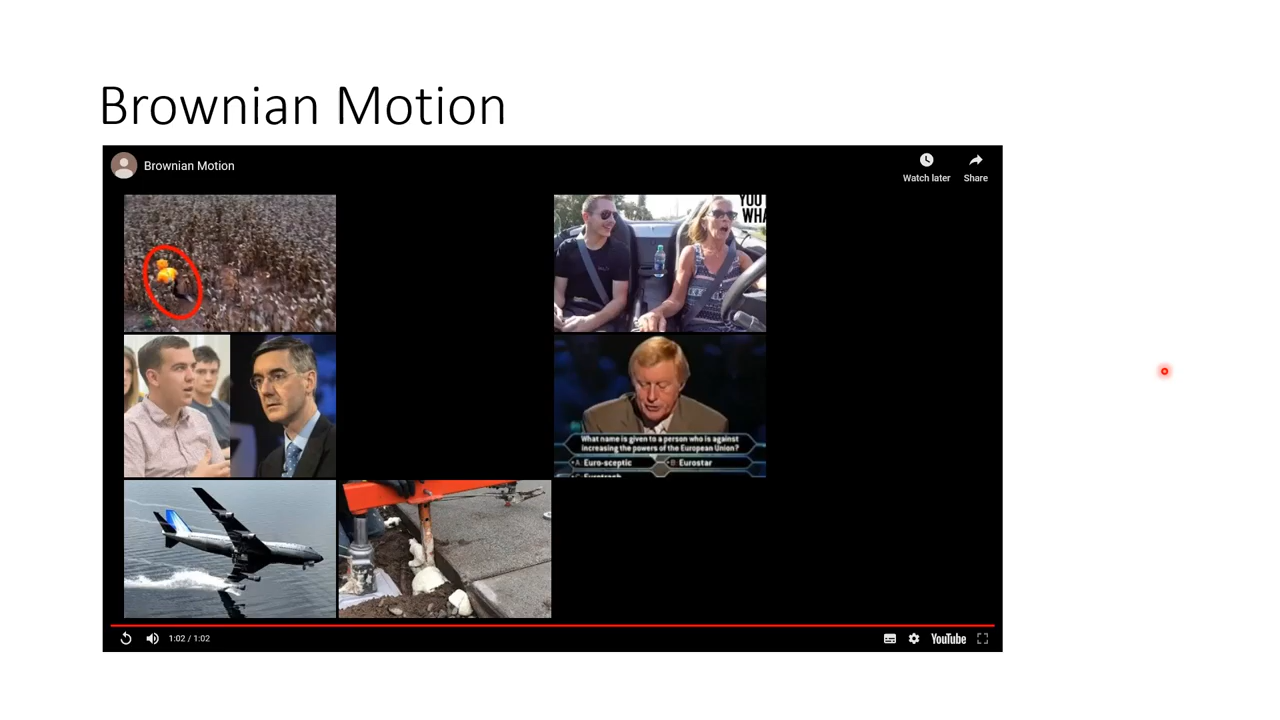 Brownian Motion
Brownian Motion
Watch later
Share
YOU
WHA
What name is given to a person who is against
increasing the powers of the European Union?
A Euro-sceptic
B Eurostar
C Eurotrash
1:02 / 1:02
YouTube